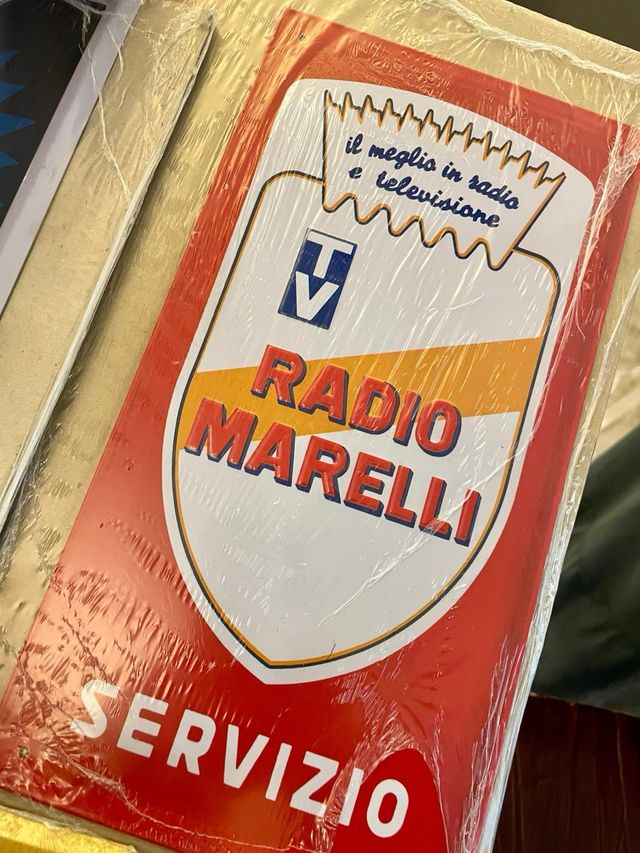 il meglio in radio
e televisione
TV
RADIO
MARELLI
SERVIZIO